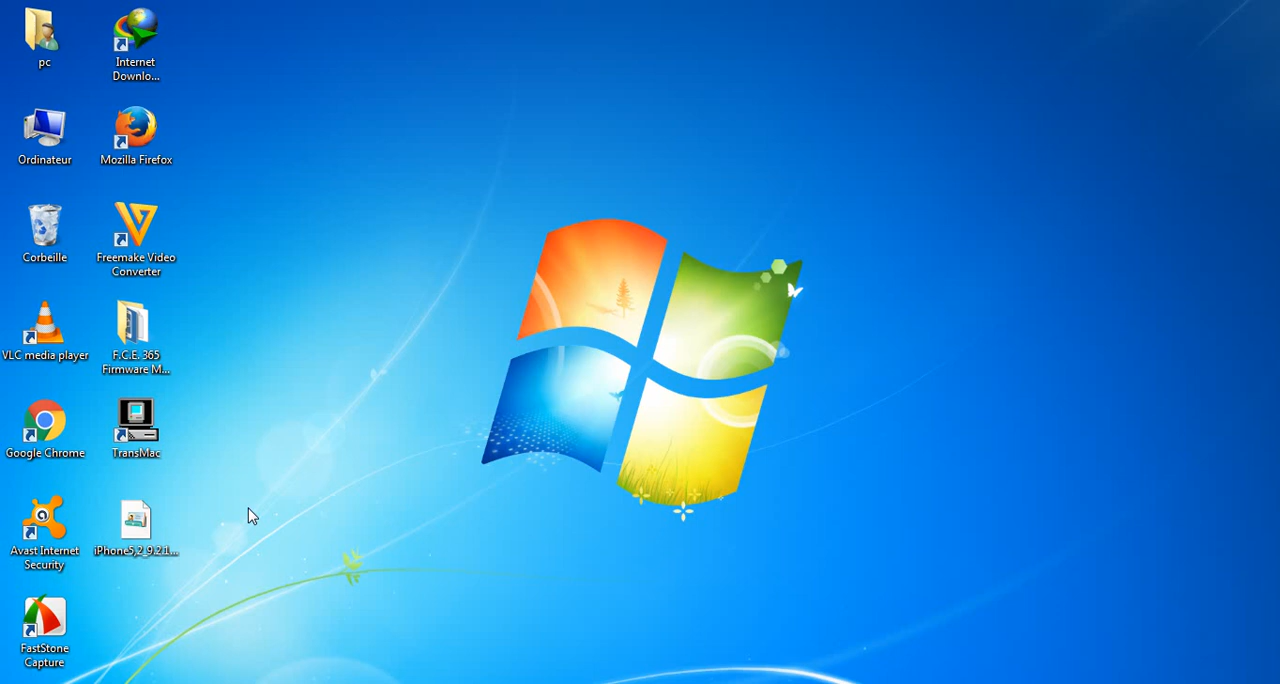 pc
Ordinateur
Corbeille
VLC media player
Google Chrome
Avast Internet
Security
FastStone
Capture
Internet
Downlo...
Mozilla Firefox
Freemake Video
Converter
F.C.E. 365
Firmware M...
TransMac
iPhone5,2_9.2.1...